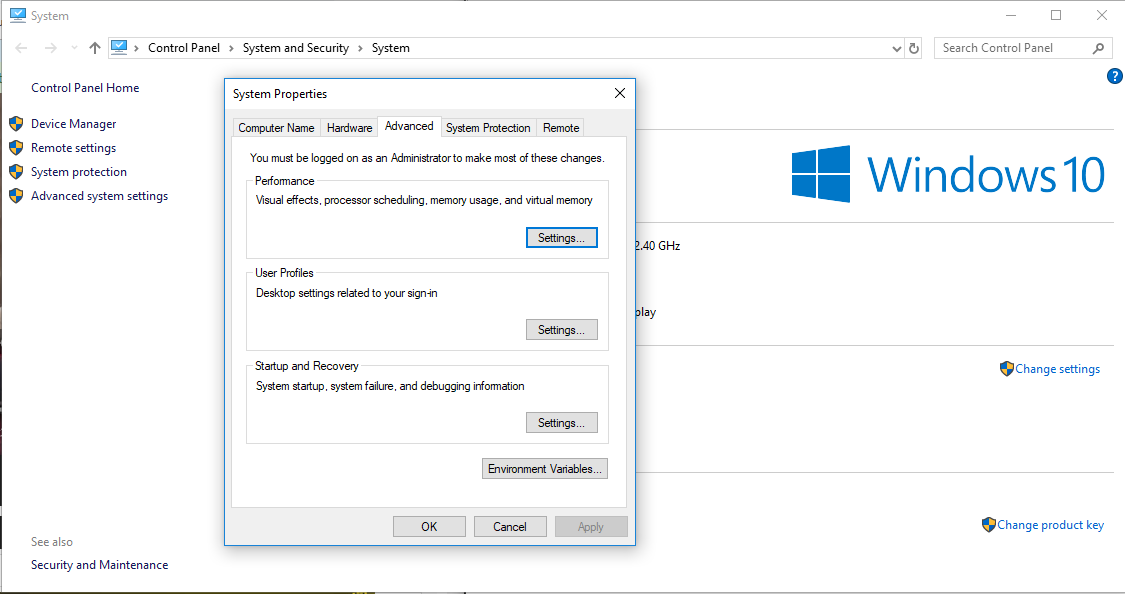 System
Control Panel > System and Security > System
Search Control Panel
?
Control Panel Home
Device Manager
Remote settings
System protection
Advanced system settings
See also
Security and Maintenance
System Properties
Computer Name Hardware Advanced System Protection Remote
You must be logged on as an Administrator to make most of these changes.
Performance
Visual effects, processor scheduling, memory usage, and virtual memory
Settings...
User Profiles
Desktop settings related to your sign-in
Settings...
Startup and Recovery
System startup, system failure, and debugging information
Settings...
Environment Variables...
OK Cancel Apply
Windows 10
2.40 GHz
play
Change settings
Change product key